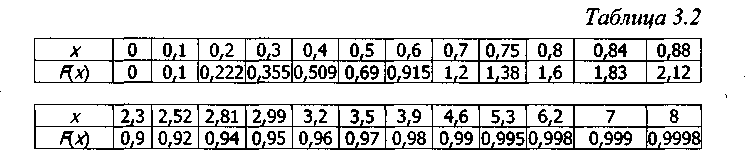 Таблица 3.2
x 0 0,1 0,2 0,3 0,4 0,5 0,6 0,7 0,75 0,8 0,84 0,88
F(x) 0 0,1 0,222 0,355 0,509 0,69 0,915 1,2 1,38 1,6 1,83 2,12
x 2,3 2,52 2,81 2,99 3,2 3,5 3,9 4,6 5,3 6,2 7 8
F(x) 0,9 0,92 0,94 0,95 0,96 0,97 0,98 0,99 0,995 0,998 0,999 0,9998